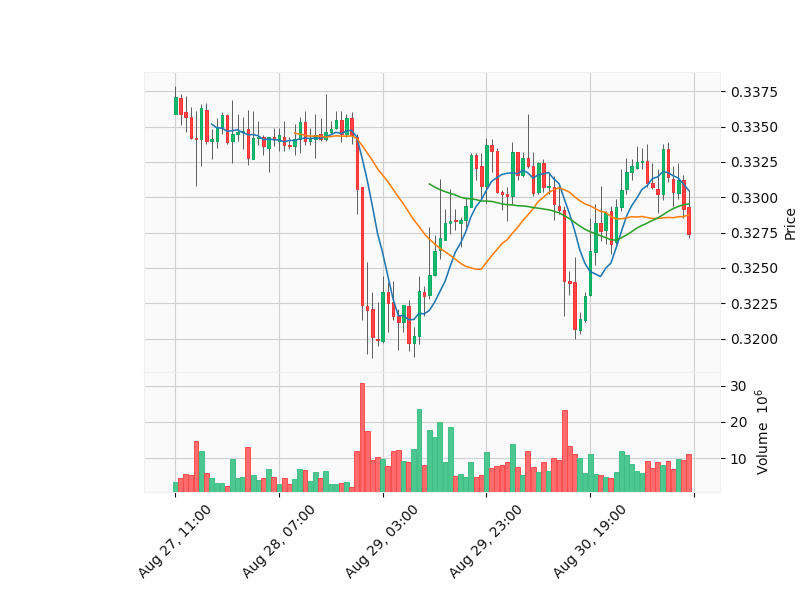 0.3375
0.3350
0.3325
0.3300
0.3275
0.3250
0.3225
0.3200
Price
30
20
10
Volume 10^6
Aug 27, 11:00
Aug 28, 07:00
Aug 29, 03:00
Aug 29, 23:00
Aug 30, 19:00